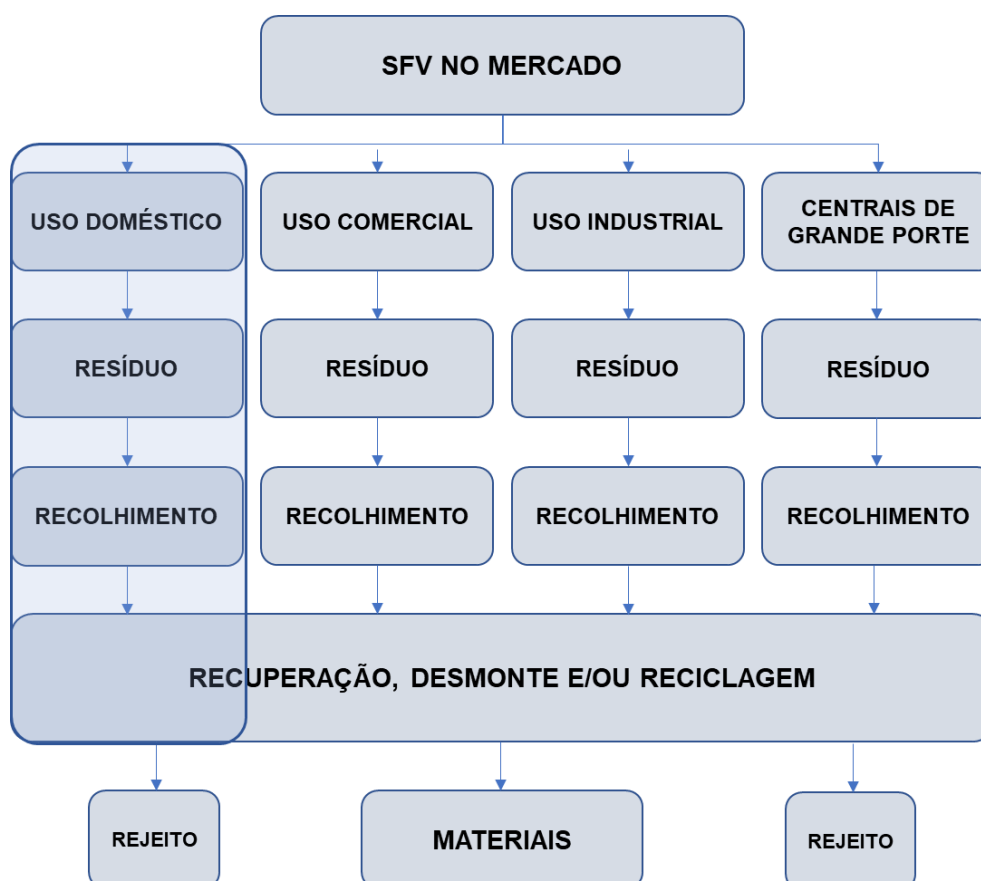 SFV NO MERCADO
USO DOMÉSTICO
USO COMERCIAL
USO INDUSTRIAL
CENTRAIS DE
GRANDE PORTE
RESÍDUO
RESÍDUO
RESÍDUO
RESÍDUO
RECOLHIMENTO
RECOLHIMENTO
RECOLHIMENTO
RECOLHIMENTO
RECUPERAÇÃO, DESMONTE E/OU RECICLAGEM
REJEITO
MATERIAIS
REJEITO